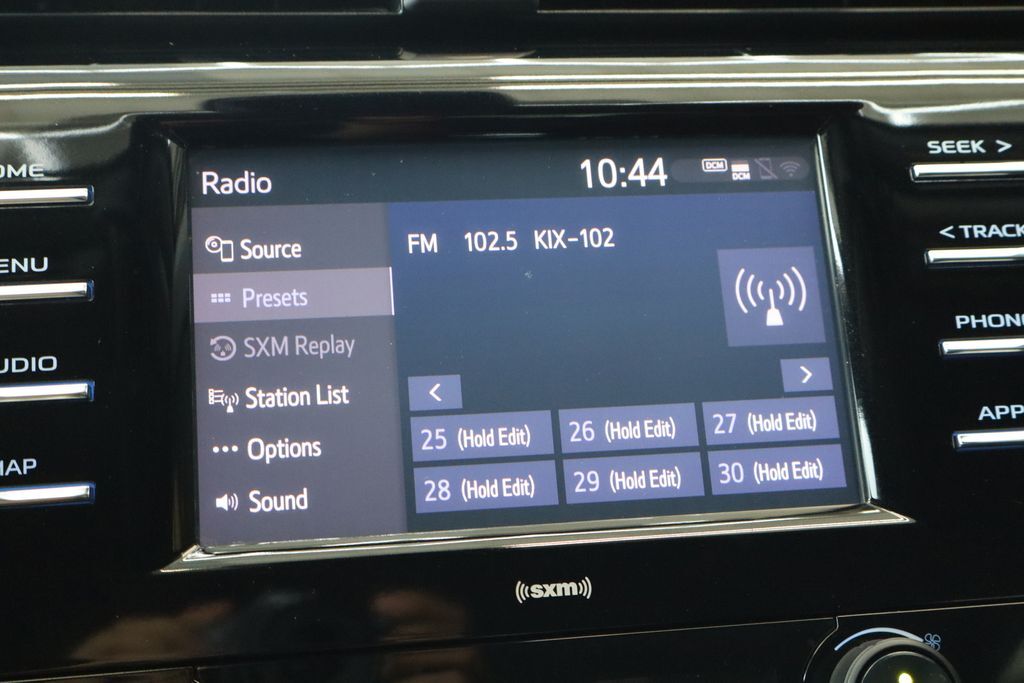 Radio
10:44
DCM
DCM
Source
Presets
SXM Replay
Station List
Options
Sound
FM 102.5 KIX-102
<
>
25 (Hold Edit)
26 (Hold Edit)
27 (Hold Edit)
28 (Hold Edit)
29 (Hold Edit)
30 (Hold Edit)
OME
ENU
UDIO
MAP
SEEK >
< TRACK
PHON
APP
((sxm))